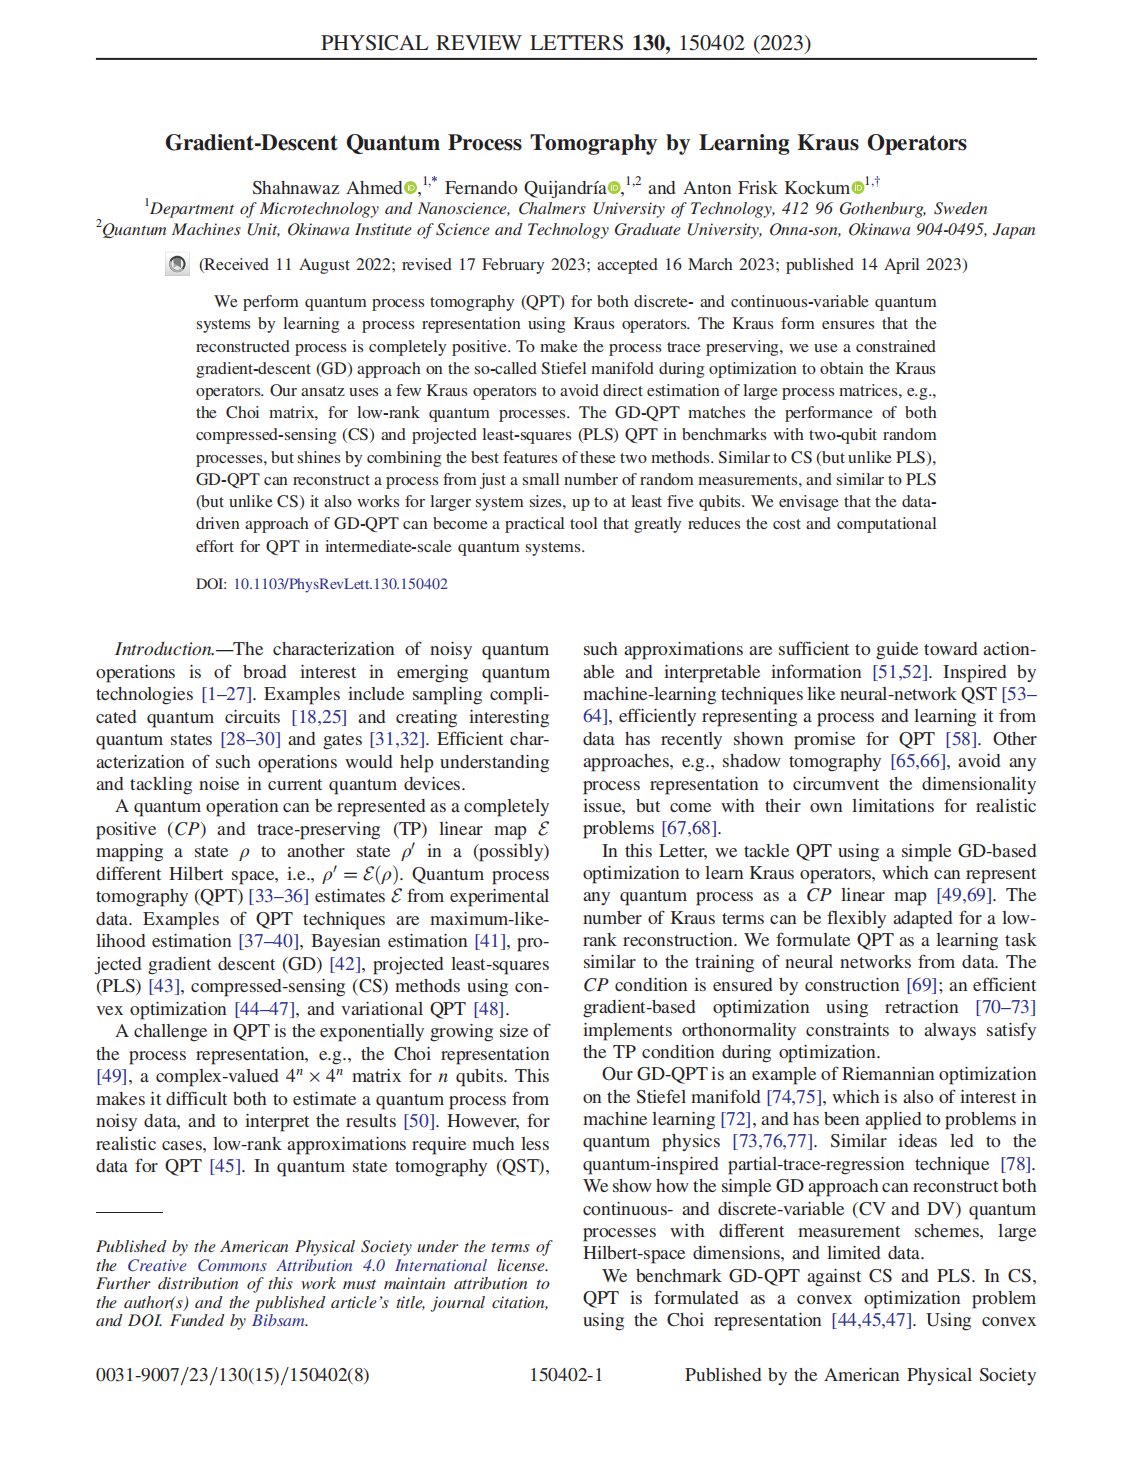 PHYSICAL REVIEW LETTERS 130, 150402 (2023)
Gradient-Descent Quantum Process Tomography by Learning Kraus Operators
Shahnawaz Ahmed,1,* Fernando Quijandría,1,2 and Anton Frisk Kockum1,†
1Department of Microtechnology and Nanoscience, Chalmers University of Technology, 412 96 Gothenburg, Sweden
2Quantum Machines Unit, Okinawa Institute of Science and Technology Graduate University, Onna-son, Okinawa 904-0495, Japan
(Received 11 August 2022; revised 17 February 2023; accepted 16 March 2023; published 14 April 2023)
We perform quantum process tomography (QPT) for both discrete- and continuous-variable quantum
systems by learning a process representation using Kraus operators. The Kraus form ensures that the
reconstructed process is completely positive. To make the process trace preserving, we use a constrained
gradient-descent (GD) approach on the so-called Stiefel manifold during optimization to obtain the Kraus
operators. Our ansatz uses a few Kraus operators to avoid direct estimation of large process matrices, e.g.,
the Choi matrix, for low-rank quantum processes. The GD-QPT matches the performance of both
compressed-sensing (CS) and projected least-squares (PLS) QPT in benchmarks with two-qubit random
processes, but shines by combining the best features of these two methods. Similar to CS (but unlike PLS),
GD-QPT can reconstruct a process from just a small number of random measurements, and similar to PLS
(but unlike CS) it also works for larger system sizes, up to at least five qubits. We envisage that the data-
driven approach of GD-QPT can become a practical tool that greatly reduces the cost and computational
effort for QPT in intermediate-scale quantum systems.
DOI: 10.1103/PhysRevLett.130.150402
Introduction.—The characterization of noisy quantum
operations is of broad interest in emerging quantum
technologies [1–27]. Examples include sampling compli-
cated quantum circuits [18,25] and creating interesting
quantum states [28–30] and gates [31,32]. Efficient char-
acterization of such operations would help understanding
and tackling noise in current quantum devices.
A quantum operation can be represented as a completely
positive (CP) and trace-preserving (TP) linear map ℰ
mapping a state ρ to another state ρ′ in a (possibly)
different Hilbert space, i.e., ρ′ = ℰ(ρ). Quantum process
tomography (QPT) [33–36] estimates ℰ from experimental
data. Examples of QPT techniques are maximum-like-
lihood estimation [37–40], Bayesian estimation [41], pro-
jected gradient descent (GD) [42], projected least-squares
(PLS) [43], compressed-sensing (CS) methods using con-
vex optimization [44–47], and variational QPT [48].
A challenge in QPT is the exponentially growing size of
the process representation, e.g., the Choi representation
[49], a complex-valued 4ⁿ × 4ⁿ matrix for n qubits. This
makes it difficult both to estimate a quantum process from
noisy data, and to interpret the results [50]. However, for
realistic cases, low-rank approximations require much less
data for QPT [45]. In quantum state tomography (QST),
Published by the American Physical Society under the terms of
the Creative Commons Attribution 4.0 International license.
Further distribution of this work must maintain attribution to
the author(s) and the published article's title, journal citation,
and DOI. Funded by Bibsam.
such approximations are sufficient to guide toward action-
able and interpretable information [51,52]. Inspired by
machine-learning techniques like neural-network QST [53–
64], efficiently representing a process and learning it from
data has recently shown promise for QPT [58]. Other
approaches, e.g., shadow tomography [65,66], avoid any
process representation to circumvent the dimensionality
issue, but come with their own limitations for realistic
problems [67,68].
In this Letter, we tackle QPT using a simple GD-based
optimization to learn Kraus operators, which can represent
any quantum process as a CP linear map [49,69]. The
number of Kraus terms can be flexibly adapted for a low-
rank reconstruction. We formulate QPT as a learning task
similar to the training of neural networks from data. The
CP condition is ensured by construction [69]; an efficient
gradient-based optimization using retraction [70–73]
implements orthonormality constraints to always satisfy
the TP condition during optimization.
Our GD-QPT is an example of Riemannian optimization
on the Stiefel manifold [74,75], which is also of interest in
machine learning [72], and has been applied to problems in
quantum physics [73,76,77]. Similar ideas led to the
quantum-inspired partial-trace-regression technique [78].
We show how the simple GD approach can reconstruct both
continuous- and discrete-variable (CV and DV) quantum
processes with different measurement schemes, large
Hilbert-space dimensions, and limited data.
We benchmark GD-QPT against CS and PLS. In CS,
QPT is formulated as a convex optimization problem
using the Choi representation [44,45,47]. Using convex
0031-9007/23/130(15)/150402(8)
150402-1
Published by the American Physical Society